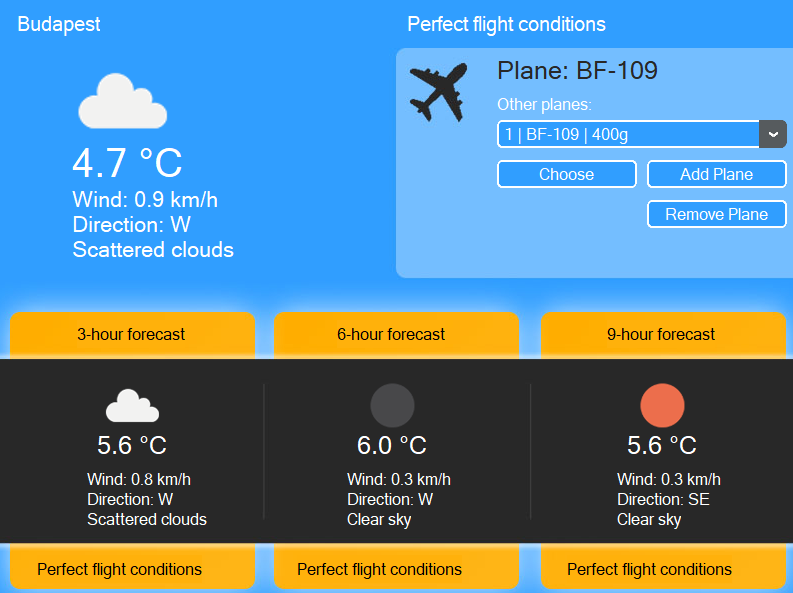 Budapest
Perfect flight conditions
Plane: BF-109
Other planes:
1 | BF-109 | 400g
Choose
Add Plane
Remove Plane
4.7 °C
Wind: 0.9 km/h
Direction: W
Scattered clouds
3-hour forecast
6-hour forecast
9-hour forecast
5.6 °C
Wind: 0.8 km/h
Direction: W
Scattered clouds
6.0 °C
Wind: 0.3 km/h
Direction: W
Clear sky
5.6 °C
Wind: 0.3 km/h
Direction: SE
Clear sky
Perfect flight conditions
Perfect flight conditions
Perfect flight conditions